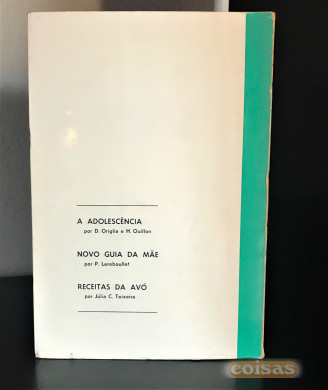 A ADOLESCÊNCIA
por D. Origlia e H. Ouillon
NOVO GUIA DA MÃE
por P. Lereboullet
RECEITAS DA AVÓ
por Júlia C. Teixeira
coisas